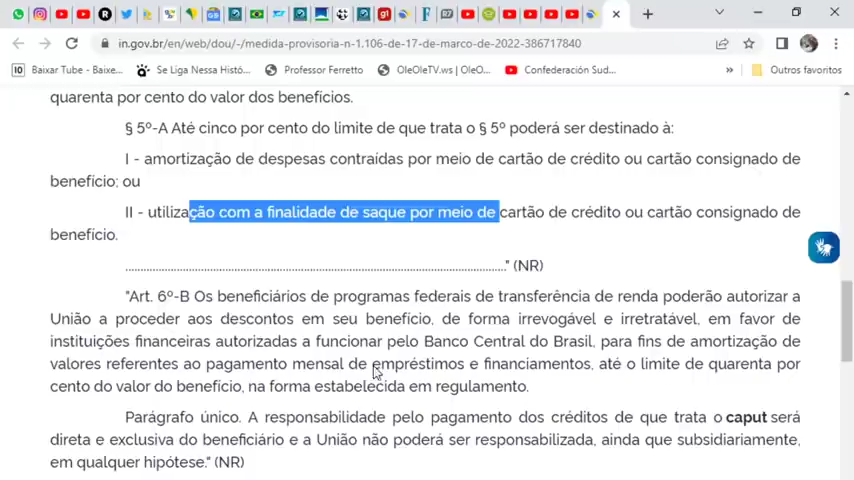 in.gov.br/en/web/dou/-/medida-provisoria-n-1.106-de-17-de-marco-de-2022-386717840
Baixar Tube - Baixe... Se Liga Nessa Histó... Professor Ferretto OleOleTV.ws | OleO... Confederación Sud... » Outros favoritos
quarenta por cento do valor dos benefícios.
§ 5º-A Até cinco por cento do limite de que trata o § 5º poderá ser destinado à:
I - amortização de despesas contraídas por meio de cartão de crédito ou cartão consignado de
benefício; ou
II - utilização com a finalidade de saque por meio de cartão de crédito ou cartão consignado de
benefício.
..............................................................................................................................." (NR)
"Art. 6º-B Os beneficiários de programas federais de transferência de renda poderão autorizar a
União a proceder aos descontos em seu benefício, de forma irrevogável e irretratável, em favor de
instituições financeiras autorizadas a funcionar pelo Banco Central do Brasil, para fins de amortização de
valores referentes ao pagamento mensal de empréstimos e financiamentos, até o limite de quarenta por
cento do valor do benefício, na forma estabelecida em regulamento.
Parágrafo único. A responsabilidade pelo pagamento dos créditos de que trata o caput será
direta e exclusiva do beneficiário e a União não poderá ser responsabilizada, ainda que subsidiariamente,
em qualquer hipótese." (NR)